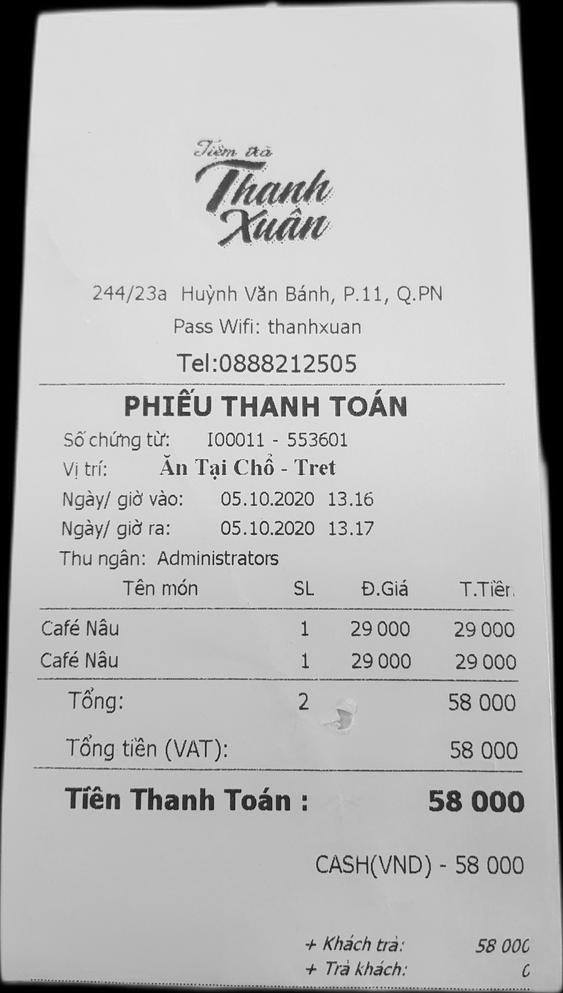 Tiệm trà
Thanh
Xuân
244/23a Huỳnh Văn Bánh, P.11, Q.PN
Pass Wifi: thanhxuan
Tel:0888212505
PHIẾU THANH TOÁN
Số chứng từ: I00011 - 553601
Vị trí: Ăn Tại Chổ - Tret
Ngày/ giờ vào: 05.10.2020 13.16
Ngày/ giờ ra: 05.10.2020 13.17
Thu ngân: Administrators
Tên món SL Đ.Giá T.Tiền
Café Nâu 1 29 000 29 000
Café Nâu 1 29 000 29 000
Tổng: 2 58 000
Tổng tiền (VAT): 58 000
Tiền Thanh Toán : 58 000
CASH(VND) - 58 000
+ Khách trả: 58 000
+ Trả khách: 0